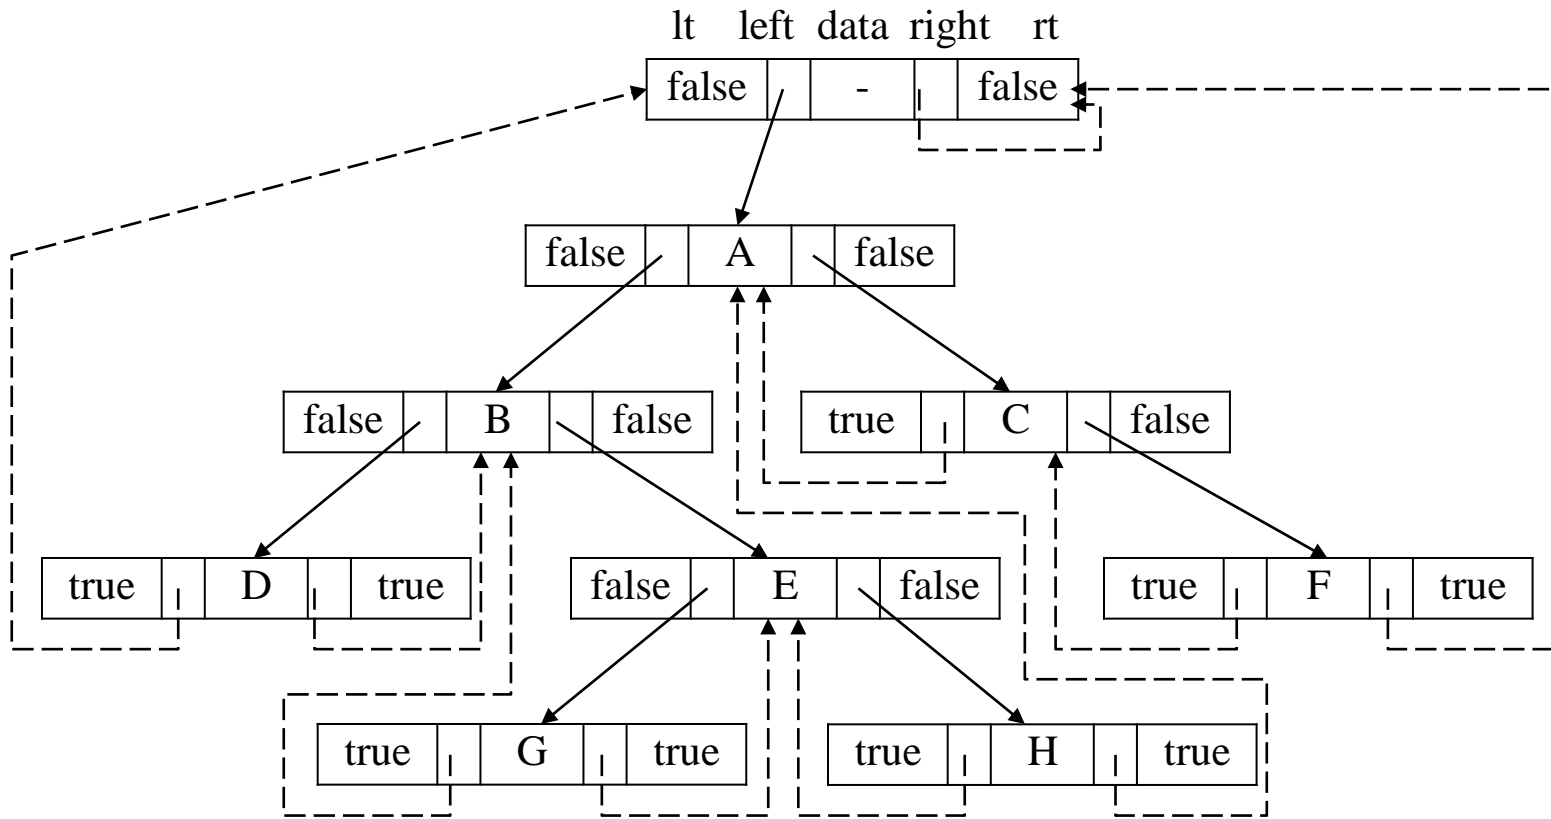 lt left data right rt
false - false
false A false
false B false true C false
true D true false E false true F true
true G true true H true